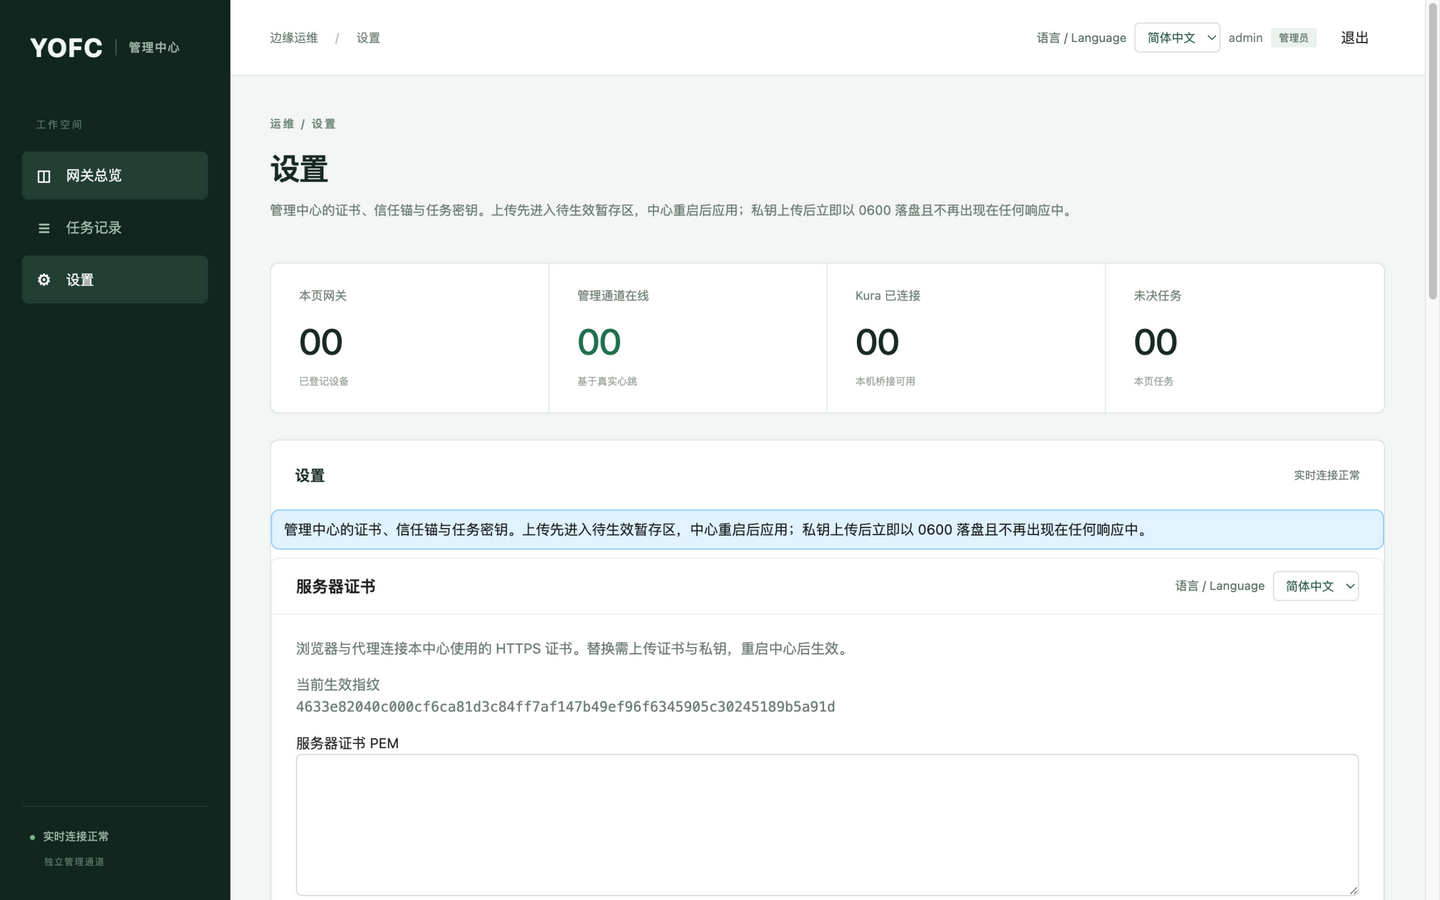 YOFC 管理中心
工作空间
网关总览
任务记录
设置
实时连接正常
独立管理通道
边缘运维 / 设置
语言 / Language 简体中文 admin 管理员 退出
运维 / 设置
设置
管理中心的证书、信任锚与任务密钥。上传先进入待生效暂存区，中心重启后应用；私钥上传后立即以 0600 落盘且不再出现在任何响应中。
本页网关
00
已登记设备
管理通道在线
00
基于真实心跳
Kura 已连接
00
本机桥接可用
未决任务
00
本页任务
设置
实时连接正常
管理中心的证书、信任锚与任务密钥。上传先进入待生效暂存区，中心重启后应用；私钥上传后立即以 0600 落盘且不再出现在任何响应中。
服务器证书
语言 / Language 简体中文
浏览器与代理连接本中心使用的 HTTPS 证书。替换需上传证书与私钥，重启中心后生效。
当前生效指纹
4633e82040c000cf6ca81d3c84ff7af147b49ef96f6345905c30245189b5a91d
服务器证书 PEM